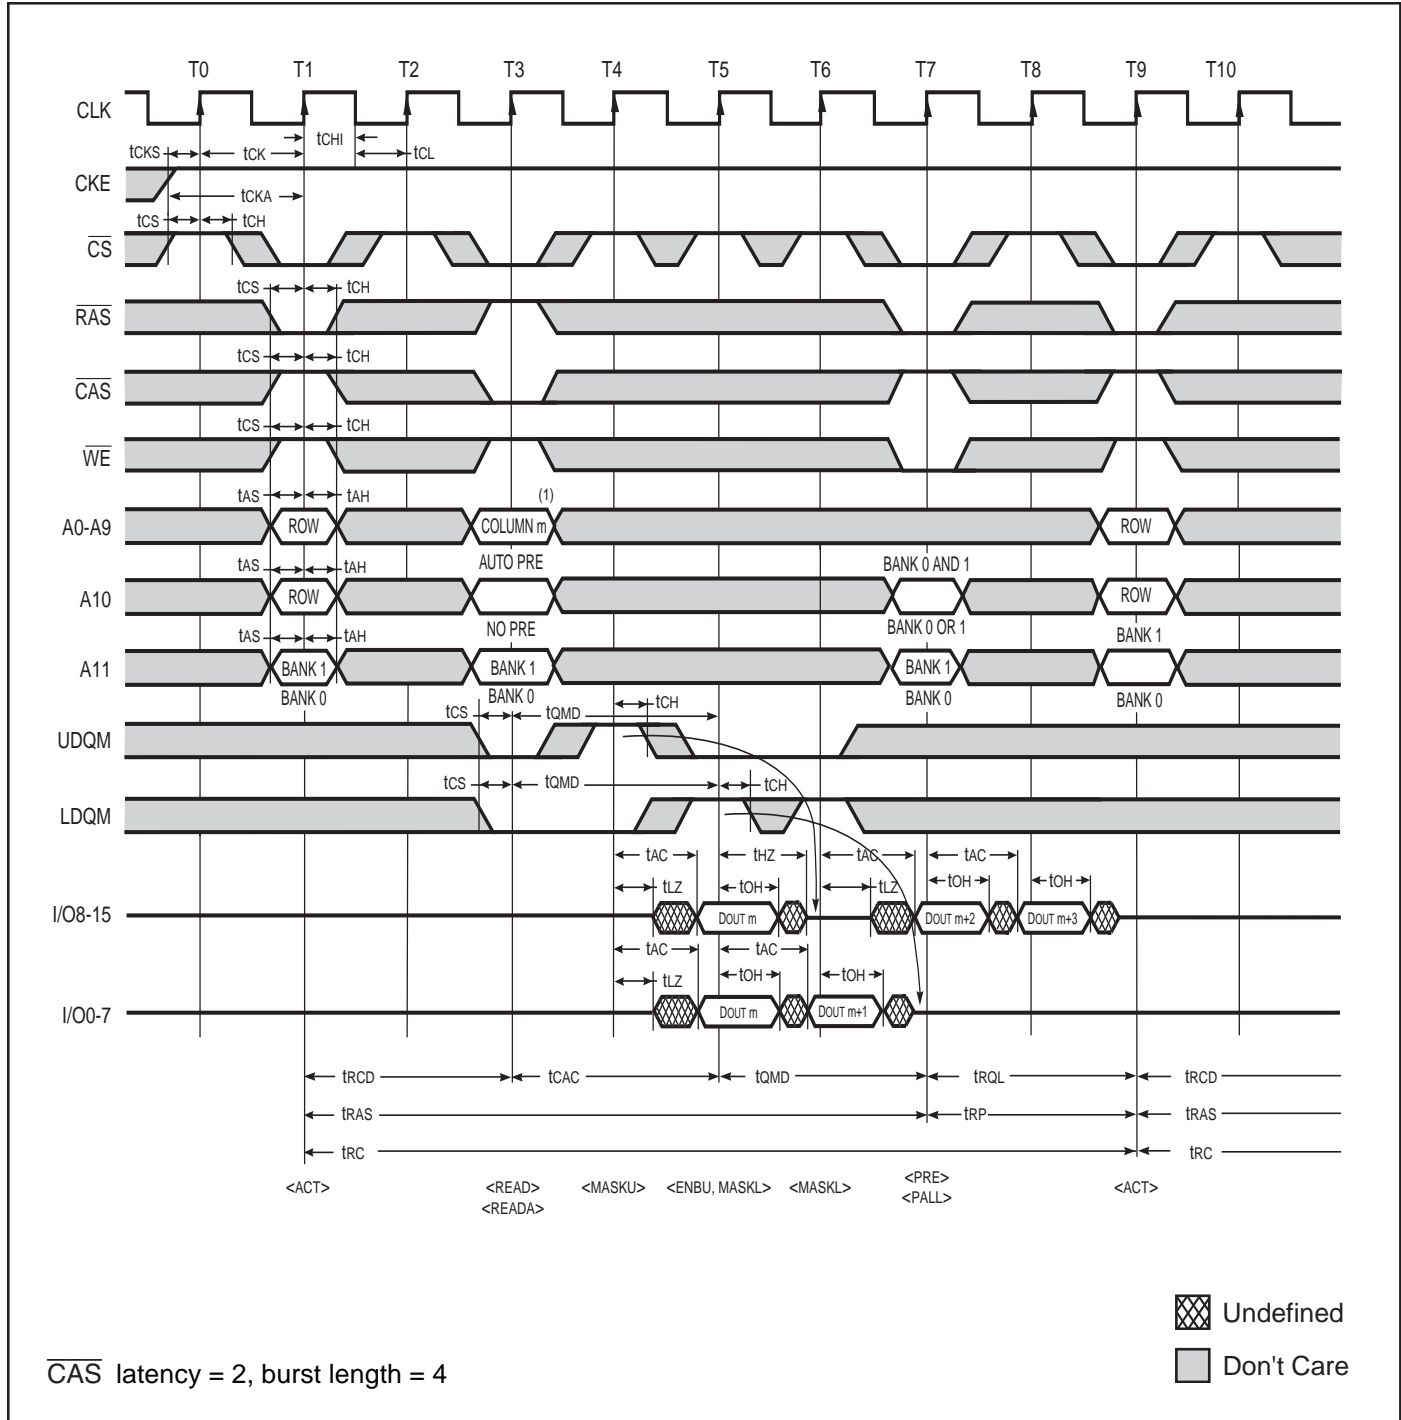 T0 T1 T2 T3 T4 T5 T6 T7 T8 T9 T10
CLK
tCHI
tCKS tCK tCL
CKE
tCKA
tCS tCH
CS
tCS tCH
RAS
tCS tCH
CAS
tCS tCH
WE
tAS tAH (1)
A0-A9 ROW COLUMN m ROW
tAS tAH AUTO PRE BANK 0 AND 1
A10 ROW ROW
tAS tAH NO PRE BANK 0 OR 1 BANK 1
A11 BANK 1 BANK 1 BANK 1
BANK 0 BANK 0 BANK 0 BANK 0
tCS tQMD tCH
UDQM
tCS tQMD tCH
LDQM
tAC tHZ tAC tAC
tLZ tOH tLZ tOH tOH
I/O8-15 DOUT m DOUT m+2 DOUT m+3
tAC tAC
tLZ tOH tOH
I/O0-7 DOUT m DOUT m+1
tRCD tCAC tQMD tRQL tRCD
tRAS tRP tRAS
tRC tRC
<ACT> <READ> <MASKU> <ENBU, MASKL> <MASKL> <PRE> <ACT>
<READA> <PALL>
Undefined
Don't Care
CAS latency = 2, burst length = 4